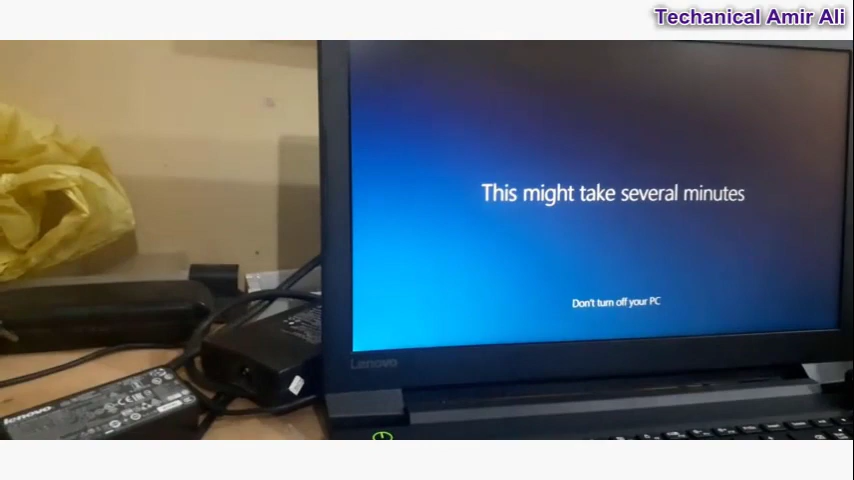 Techanical Amir Ali
This might take several minutes
Don't turn off your PC
Lenovo
lenovo